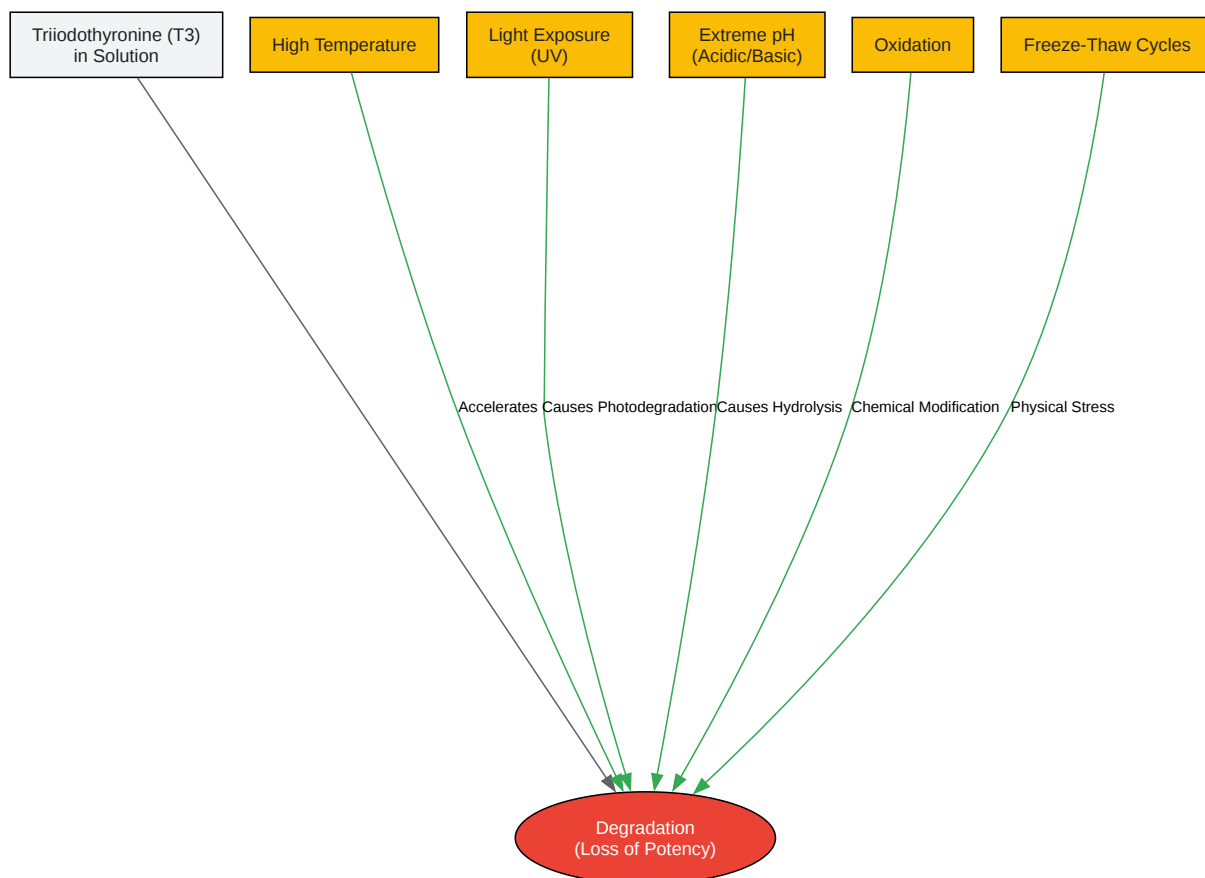 Triiodothyronine (T3)
in Solution
High Temperature
Light Exposure
(UV)
Extreme pH
(Acidic/Basic)
Oxidation
Freeze-Thaw Cycles
Accelerates
Causes Photodegradation
Causes Hydrolysis
Chemical Modification
Physical Stress
Degradation
(Loss of Potency)